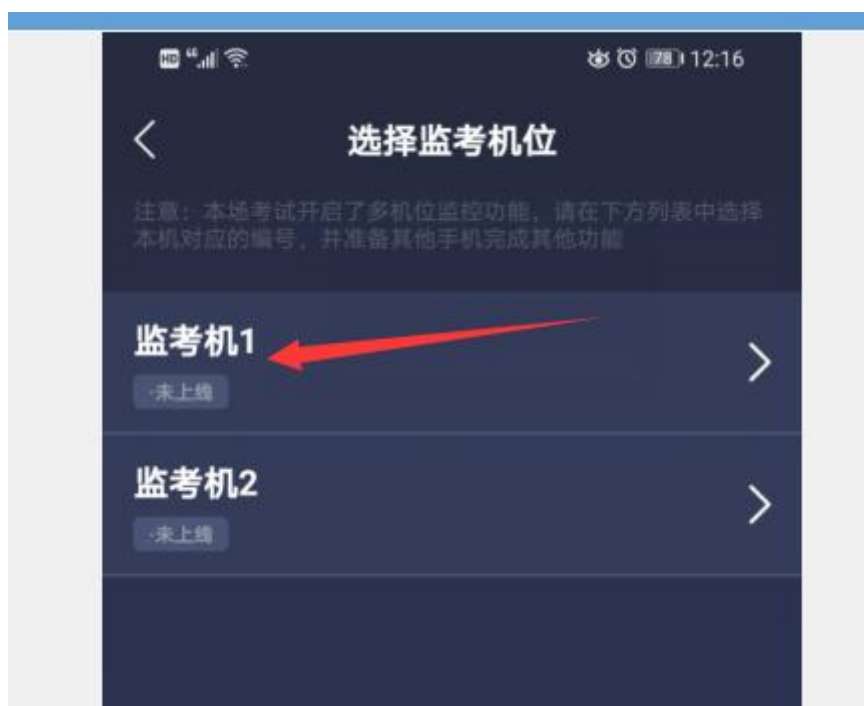 HD 78 12:16
选择监考机位
注意：本场考试开启了多机位监控功能，请在下方列表中选择
本机对应的编号，并准备其他手机完成其他功能
监考机1
·未上线
监考机2
·未上线